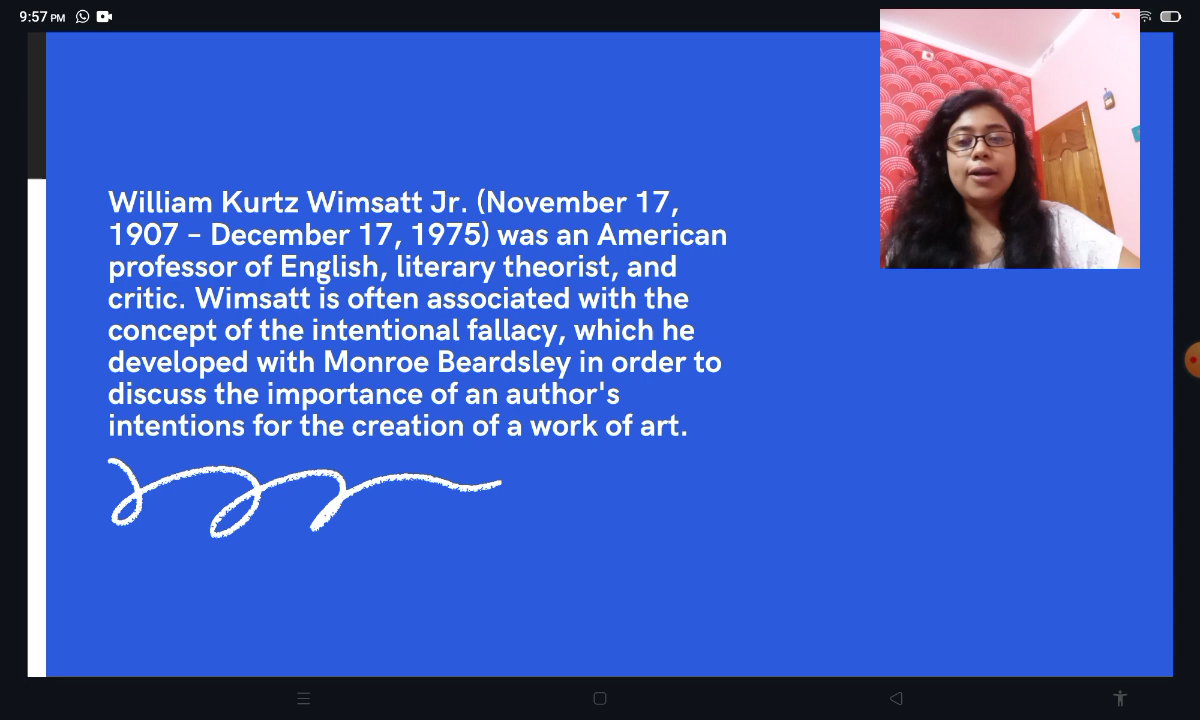 9:57 PM
William Kurtz Wimsatt Jr. (November 17,
1907 – December 17, 1975) was an American
professor of English, literary theorist, and
critic. Wimsatt is often associated with the
concept of the intentional fallacy, which he
developed with Monroe Beardsley in order to
discuss the importance of an author's
intentions for the creation of a work of art.